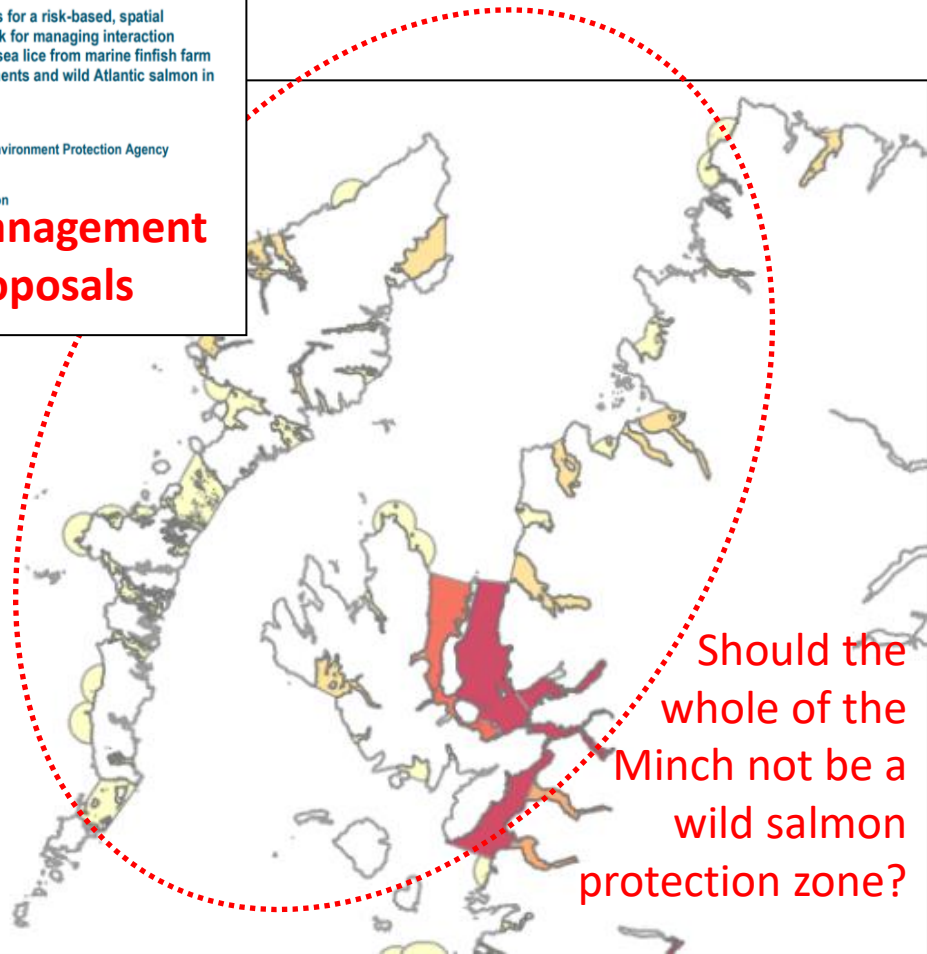 s for a risk-based, spatial
k for managing interaction
sea lice from marine finfish farm
ents and wild Atlantic salmon in
vironment Protection Agency
on
nagement
posals
Should the
whole of the
Minch not be a
wild salmon
protection zone?